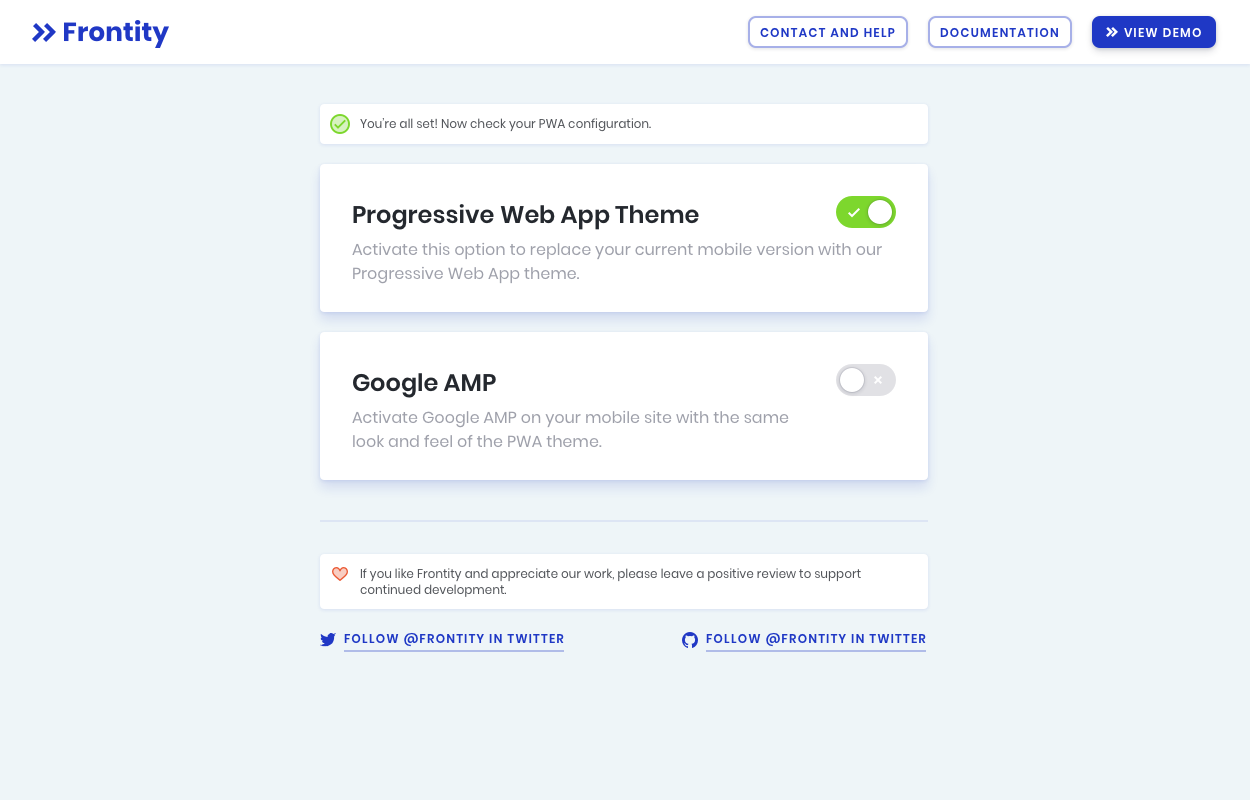 Frontity
CONTACT AND HELP
DOCUMENTATION
VIEW DEMO
You're all set! Now check your PWA configuration.
Progressive Web App Theme
Activate this option to replace your current mobile version with our
Progressive Web App theme.
Google AMP
Activate Google AMP on your mobile site with the same
look and feel of the PWA theme.
If you like Frontity and appreciate our work, please leave a positive review to support
continued development.
FOLLOW @FRONTITY IN TWITTER
FOLLOW @FRONTITY IN TWITTER